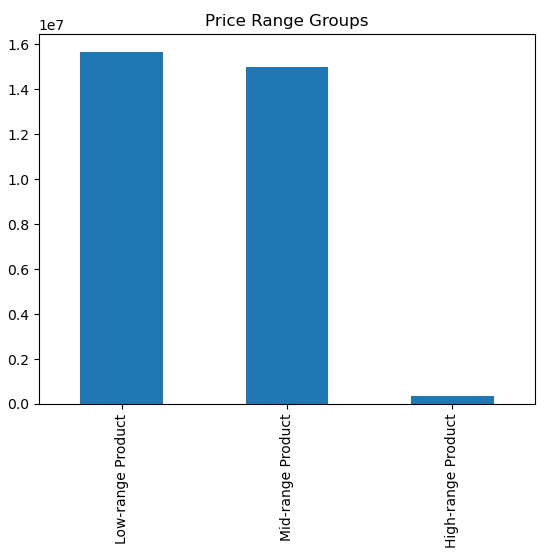 Price Range Groups
1e7
1.6
1.4
1.2
1.0
0.8
0.6
0.4
0.2
0.0
Low-range Product
Mid-range Product
High-range Product